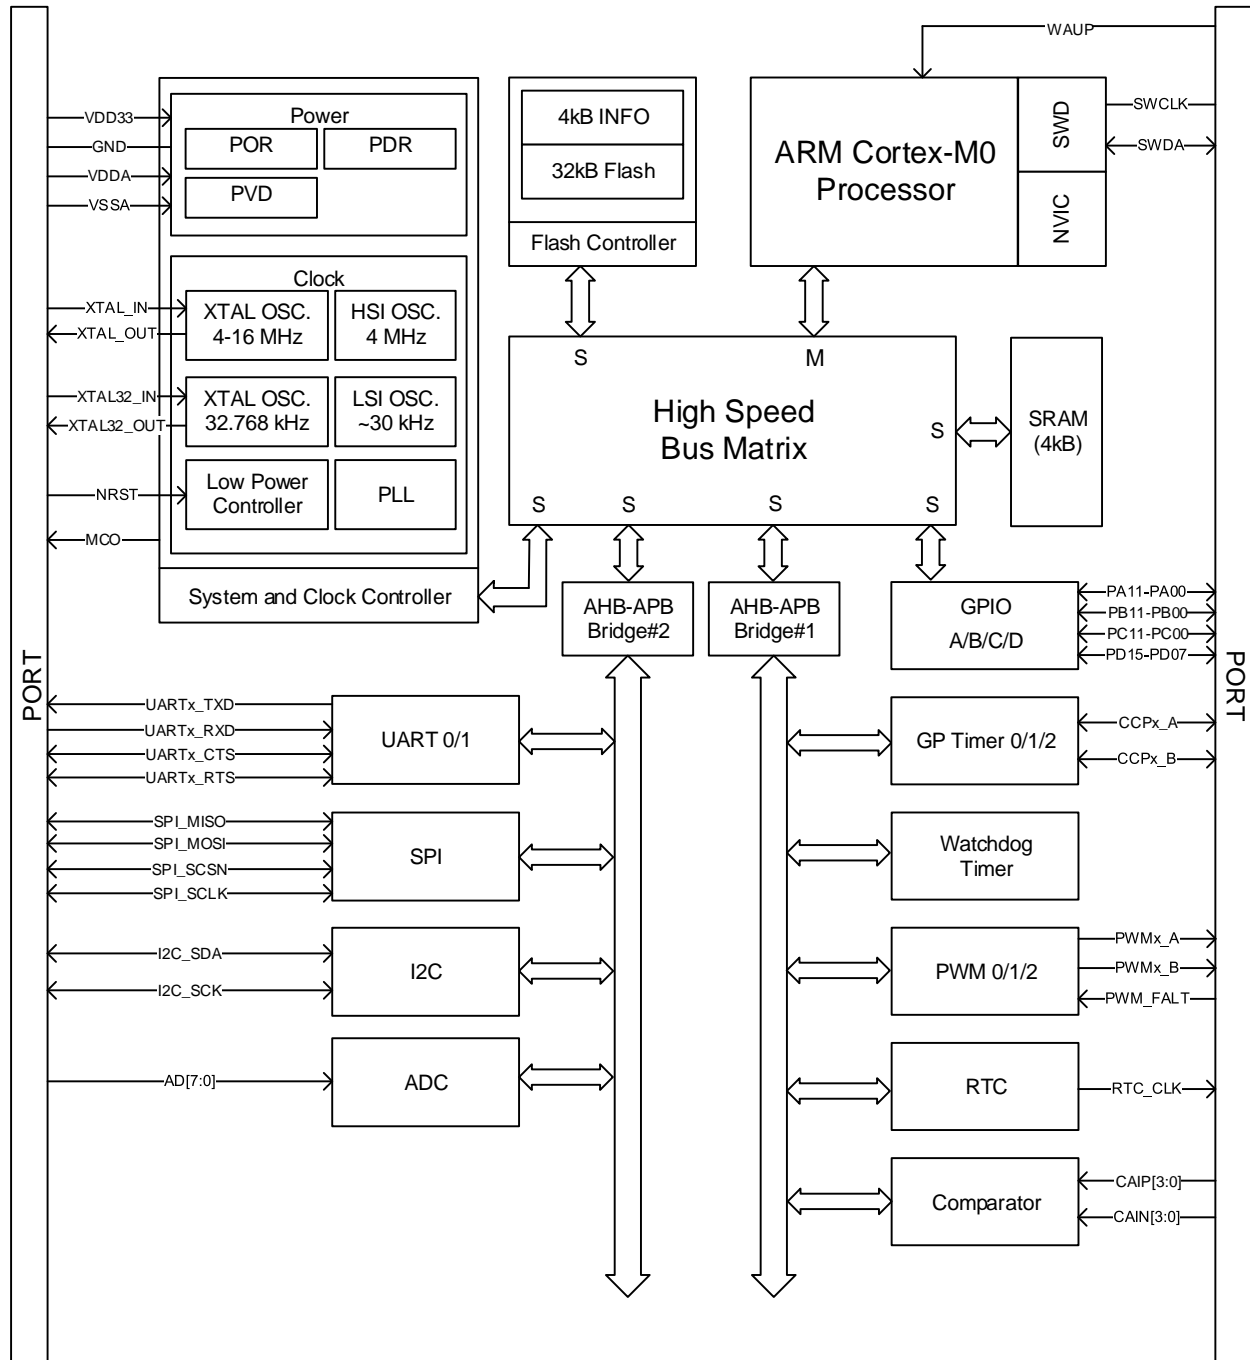 WAUP
VDD33
GND
VDDA
VSSA
Power
POR
PDR
PVD
4kB INFO
32kB Flash
Flash Controller
ARM Cortex-M0
Processor
SWD
NVIC
SWCLK
SWDA
Clock
XTAL_IN
XTAL_OUT
XTAL OSC.
4-16 MHz
HSI OSC.
4 MHz
XTAL32_IN
XTAL32_OUT
XTAL OSC.
32.768 kHz
LSI OSC.
~30 kHz
NRST
MCO
Low Power
Controller
PLL
System and Clock Controller
S
M
High Speed
Bus Matrix
S
S
S
S
S
SRAM
(4kB)
AHB-APB
Bridge#2
AHB-APB
Bridge#1
GPIO
A/B/C/D
PA11-PA00
PB11-PB00
PC11-PC00
PD15-PD07
PORT
PORT
UARTx_TXD
UARTx_RXD
UARTx_CTS
UARTx_RTS
UART 0/1
GP Timer 0/1/2
CCPx_A
CCPx_B
SPI_MISO
SPI_MOSI
SPI_SCSN
SPI_SCLK
SPI
Watchdog
Timer
I2C_SDA
I2C_SCK
I2C
PWM 0/1/2
PWMx_A
PWMx_B
PWM_FALT
AD[7:0]
ADC
RTC
RTC_CLK
Comparator
CAIP[3:0]
CAIN[3:0]